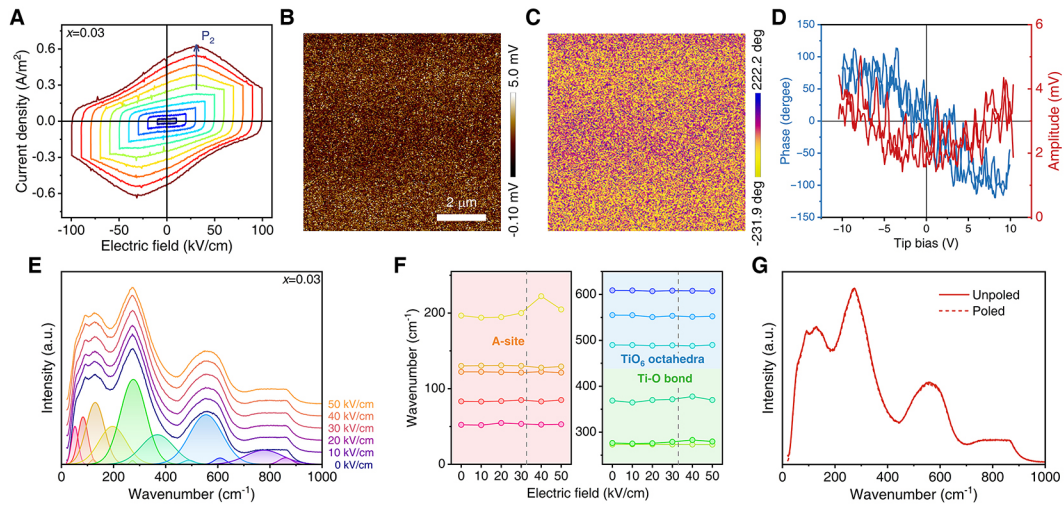 A
x=0.03
P2
Current density (A/m2)
0.6
0.3
0.0
-0.3
-0.6
-100
-50
0
50
100
Electric field (kV/cm)
B
2 μm
5.0 mV
-0.10 mV
C
222.2 deg
-231.9 deg
D
Phase (dergee)
150
100
50
0
-50
-100
-150
-10
-5
0
5
10
Tip bias (V)
6
4
2
0
Amplitude (mV)
E
x=0.03
Intensity (a.u.)
50 kV/cm
40 kV/cm
30 kV/cm
20 kV/cm
10 kV/cm
0 kV/cm
0
200
400
600
800
1000
Wavenumber (cm-1)
F
Wavenumber (cm-1)
200
100
0
A-site
0 10 20 30 40 50
600
500
400
300
TiO6 octahedra
Ti-O bond
0 10 20 30 40 50
Electric field (kV/cm)
G
Intensity (a.u.)
Unpoled
Poled
0
200
400
600
800
1000
Wavenumber (cm-1)